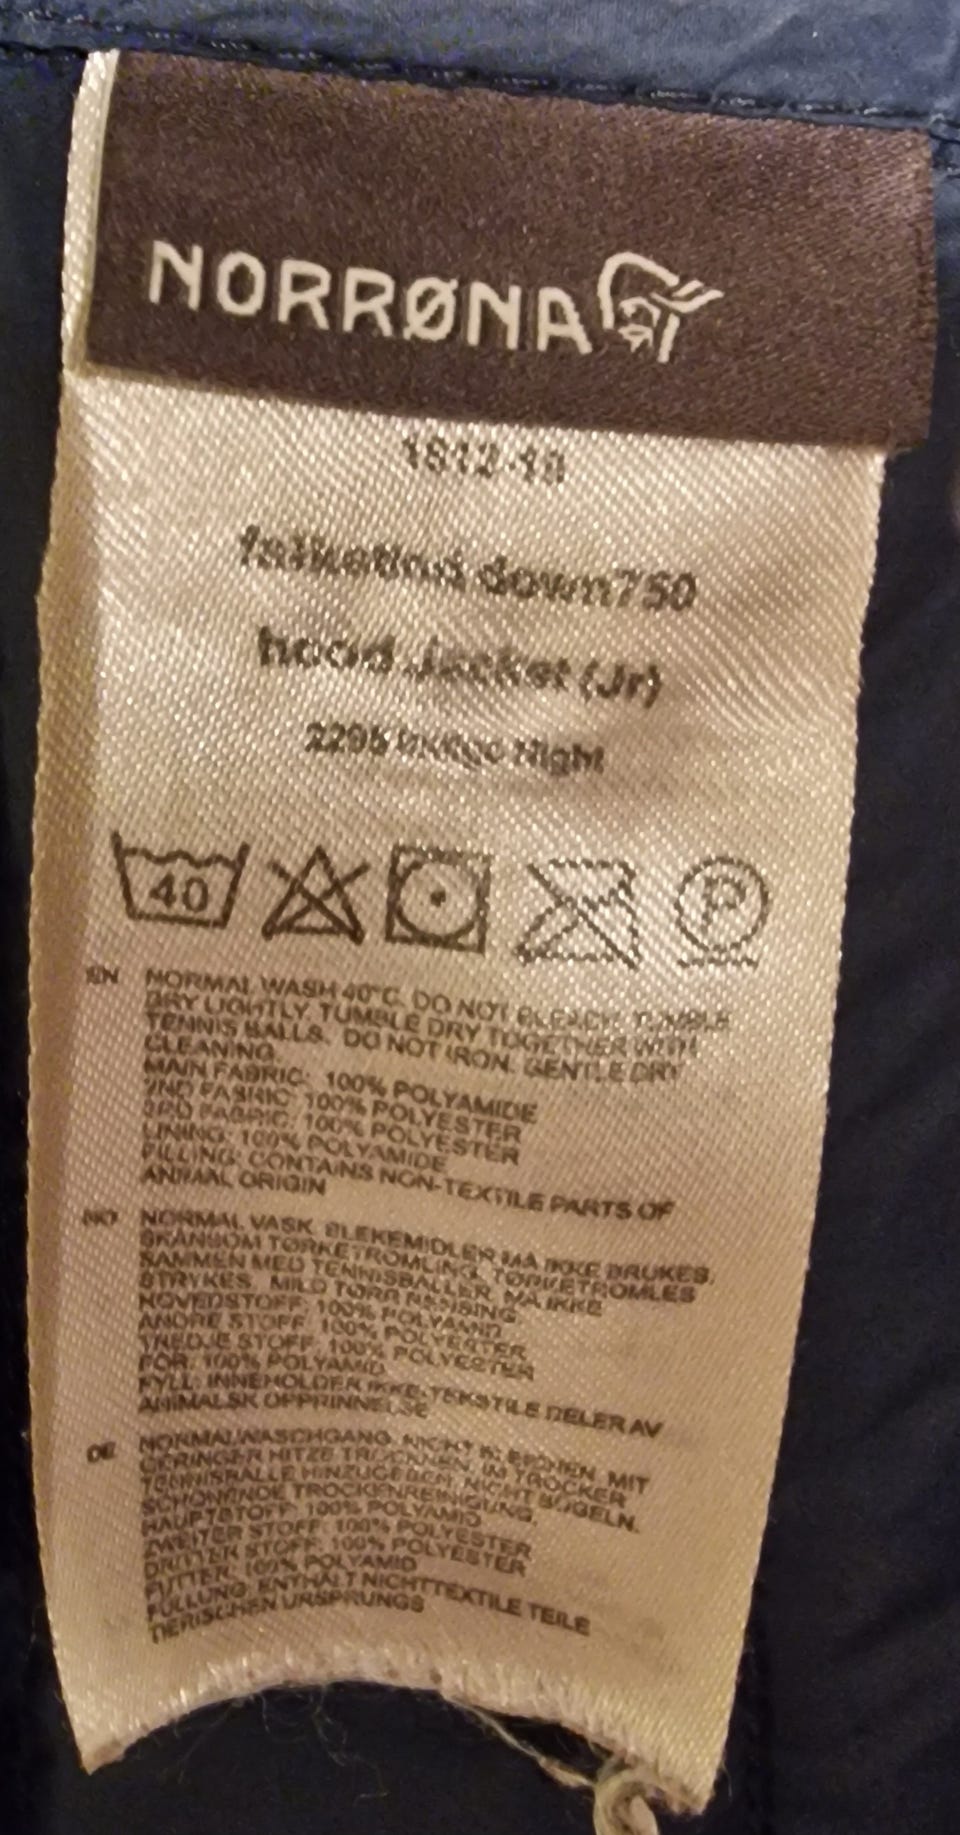 NORRØNA
1812-18
falketind down750
hood Jacket (Jr)
2295 Indigo Night
40
P
EN NORMAL WASH 40°C. DO NOT BLEACH. TUMBLE
DRY LIGHTLY, TUMBLE DRY TOGETHER WITH
TENNIS BALLS. DO NOT IRON. GENTLE DRY
CLEANING.
MAIN FABRIC: 100% POLYAMIDE
2ND FABRIC: 100% POLYESTER
3RD FABRIC: 100% POLYESTER
LINING: 100% POLYAMIDE
FILLING: CONTAINS NON-TEXTILE PARTS OF
ANIMAL ORIGIN
NO NORMAL VASK. BLEKEMIDLER MÅ IKKE BRUKES.
SKÅNSOM TØRKETROMLING, TØRKETROMLES
SAMMEN MED TENNISBALLER. MÅ IKKE
STRYKES. MILD TØRR RENSING.
HOVEDSTOFF: 100% POLYAMID
ANDRE STOFF: 100% POLYESTER
TREDJE STOFF: 100% POLYESTER
FÔR: 100% POLYAMID
FYLL: INNEHOLDER IKKE-TEKSTILE DELER AV
ANIMALSK OPPRINNELSE
DE NORMALWASCHGANG. NICHT BLEICHEN. MIT
GERINGER HITZE TROCKNEN, IM TROCKER
TENNISBÄLLE HINZUGEBEN. NICHT BÜGELN.
SCHONENDE TROCKENREINIGUNG.
HAUPTSTOFF: 100% POLYAMID
ZWEITER STOFF: 100% POLYESTER
DRITTER STOFF: 100% POLYESTER
FUTTER: 100% POLYAMID
FÜLLUNG: ENTHÄLT NICHTTEXTILE TEILE
TIERISCHEN URSPRUNGS